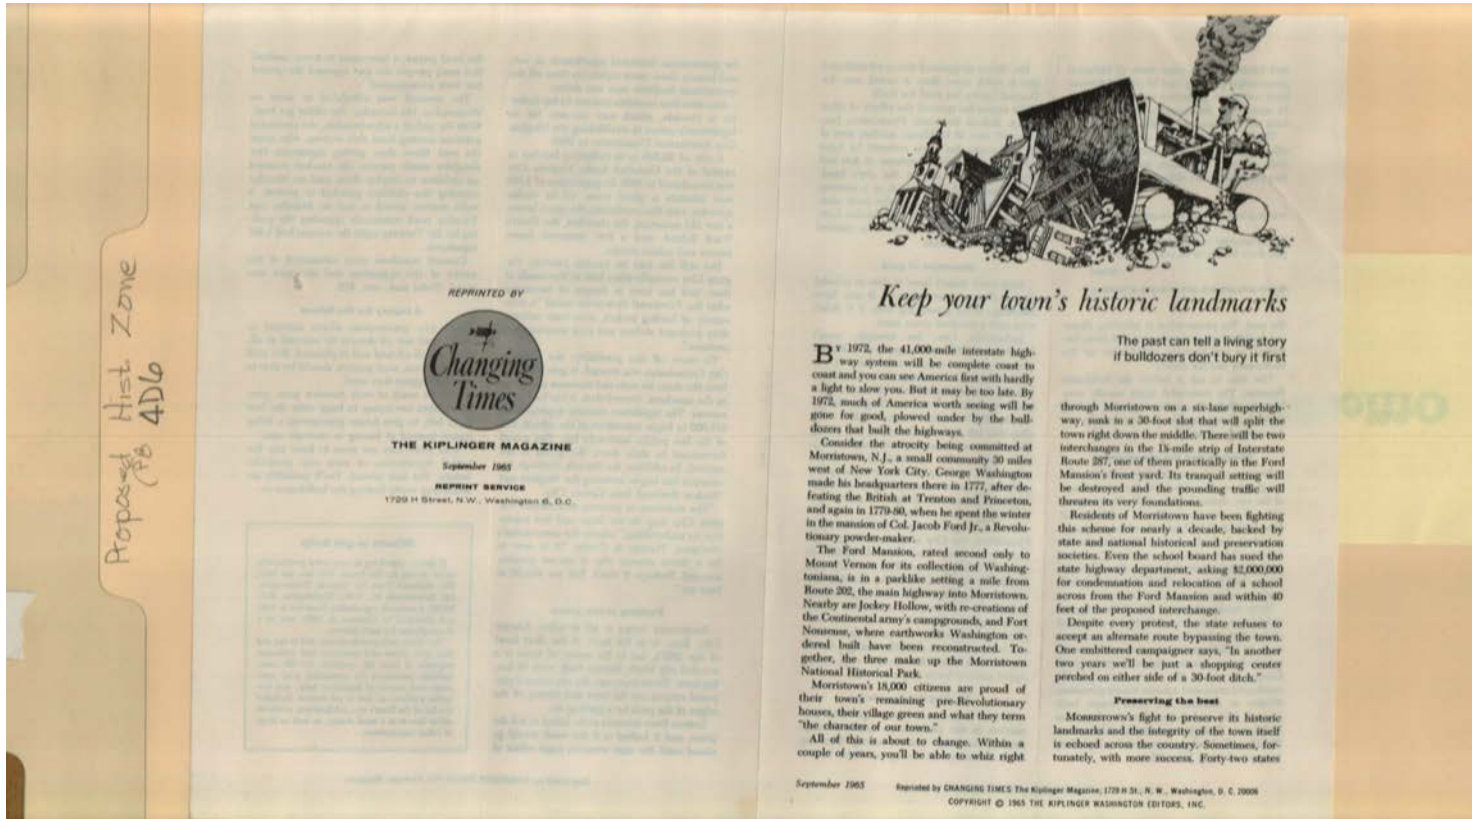 Proposed Hist Zone
PB 4D6
REPRINTED BY
Changing
Times
THE KIPLINGER MAGAZINE
September 1965
REPRINT SERVICE
1729 H Street, N.W., Washington 6, D.C.
Keep your town's historic landmarks
The past can tell a living story
if bulldozers don't bury it first
BY 1972, the 41,000-mile interstate high-
way system will be complete coast to
coast and you can see America first with hardly
a light to slow you. But it may be too late. By
1972, much of America worth seeing will be
gone for good, plowed under by the bull-
dozers that built the highways.
Consider the atrocity being committed at
Morristown, N.J., a small community 30 miles
west of New York City. George Washington
made his headquarters there in 1777, after de-
feating the British at Trenton and Princeton,
and again in 1779-80, when he spent the winter
in the mansion of Col. Jacob Ford Jr., a Revolu-
tionary powder-maker.
The Ford Mansion, rated second only to
Mount Vernon for its collection of Washing-
toniana, is in a parklike setting a mile from
Route 202, the main highway into Morristown.
Nearby are Jockey Hollow, with re-creations of
the Continental army's campgrounds, and Fort
Nonsense, where earthworks Washington or-
dered built have been reconstructed. To-
gether, the three make up the Morristown
National Historical Park.
Morristown's 18,000 citizens are proud of
their town's remaining pre-Revolutionary
houses, their village green and what they term
"the character of our town."
All of this is about to change. Within a
couple of years, you'll be able to whiz right
through Morristown on a six-lane superhigh-
way, sunk in a 30-foot slot that will split the
town right down the middle. There will be two
interchanges in the 1¼-mile strip of Interstate
Route 287, one of them practically in the Ford
Mansion's front yard. Its tranquil setting will
be destroyed and the pounding traffic will
threaten its very foundations.
Residents of Morristown have been fighting
this scheme for nearly a decade, backed by
state and national historical and preservation
societies. Even the school board has sued the
state highway department, asking $2,000,000
for condemnation and relocation of a school
across from the Ford Mansion and within 40
feet of the proposed interchange.
Despite every protest, the state refuses to
accept an alternate route bypassing the town.
One embittered campaigner says, "In another
two years we'll be just a shopping center
perched on either side of a 30-foot ditch."
Preserving the best
MORRISTOWN'S fight to preserve its historic
landmarks and the integrity of the town itself
is echoed across the country. Sometimes, for-
tunately, with more success. Forty-two states
September 1965
Reprinted by CHANGING TIMES The Kiplinger Magazine, 1729 H St., N. W., Washington, D. C. 20006
COPYRIGHT © 1965 THE KIPLINGER WASHINGTON EDITORS, INC.